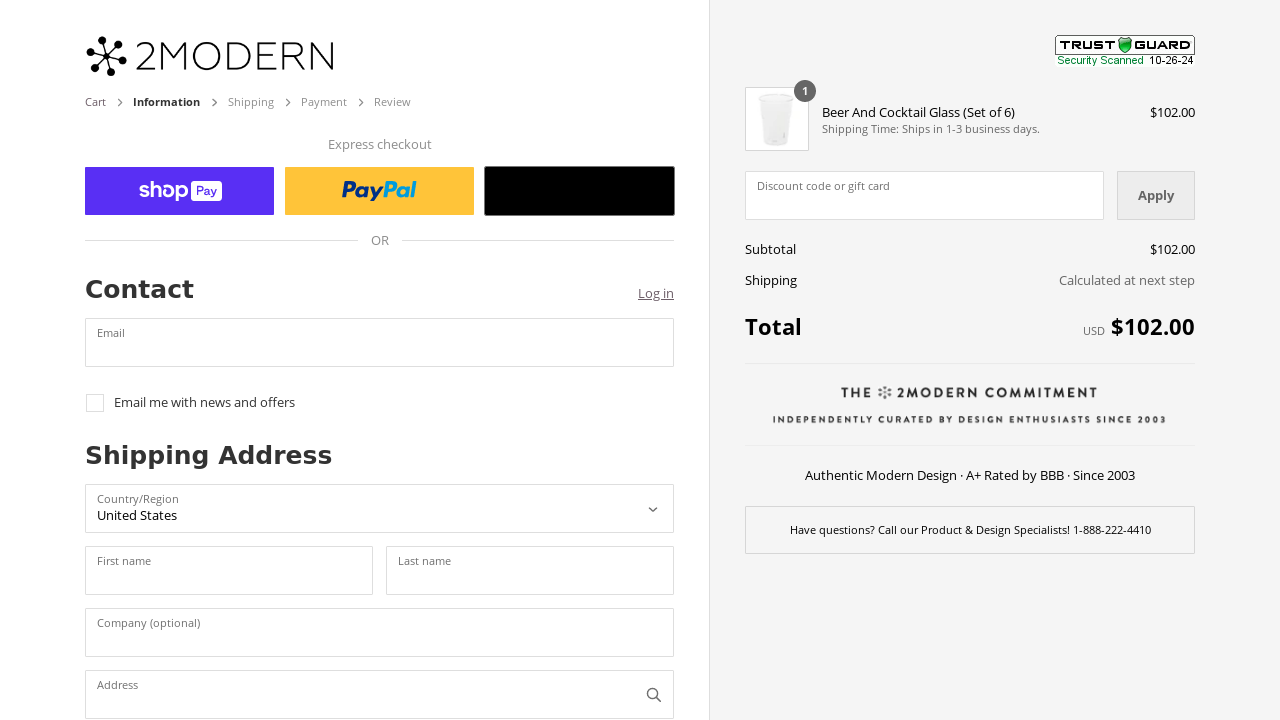 2MODERN
Cart
Information
Shipping
Payment
Review
Express checkout
shop Pay
PayPal
OR
Contact
Log in
Email
Email me with news and offers
Shipping Address
Country/Region
United States
First name
Last name
Company (optional)
Address
TRUST GUARD
Security Scanned 10-26-24
1
Beer And Cocktail Glass (Set of 6)
$102.00
Shipping Time: Ships in 1-3 business days.
Discount code or gift card
Apply
Subtotal
$102.00
Shipping
Calculated at next step
Total
USD $102.00
THE 2MODERN COMMITMENT
INDEPENDENTLY CURATED BY DESIGN ENTHUSIASTS SINCE 2003
Authentic Modern Design · A+ Rated by BBB · Since 2003
Have questions? Call our Product & Design Specialists! 1-888-222-4410